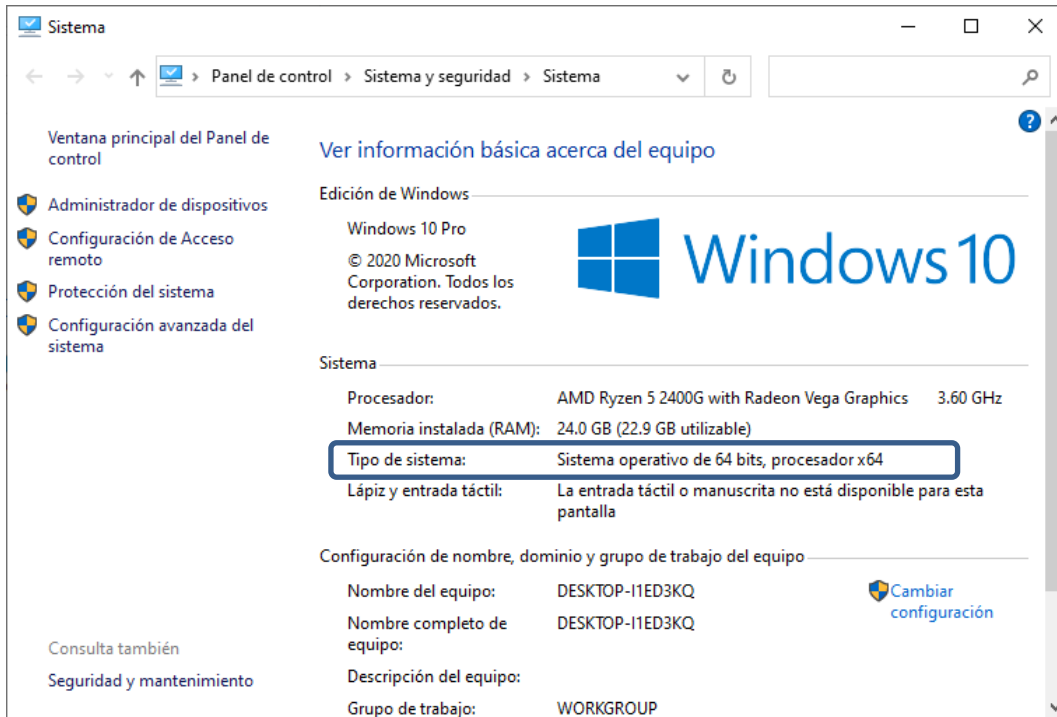 Sistema
Panel de control > Sistema y seguridad > Sistema
Ventana principal del Panel de
control
Administrador de dispositivos
Configuración de Acceso
remoto
Protección del sistema
Configuración avanzada del
sistema
Consulta también
Seguridad y mantenimiento
Ver información básica acerca del equipo
Edición de Windows
Windows 10 Pro
© 2020 Microsoft
Corporation. Todos los
derechos reservados.
Windows 10
Sistema
Procesador: AMD Ryzen 5 2400G with Radeon Vega Graphics 3.60 GHz
Memoria instalada (RAM): 24.0 GB (22.9 GB utilizable)
Tipo de sistema: Sistema operativo de 64 bits, procesador x64
Lápiz y entrada táctil: La entrada táctil o manuscrita no está disponible para esta
pantalla
Configuración de nombre, dominio y grupo de trabajo del equipo
Nombre del equipo: DESKTOP-I1ED3KQ
Cambiar
configuración
Nombre completo de
equipo:
DESKTOP-I1ED3KQ
Descripción del equipo:
Grupo de trabajo: WORKGROUP